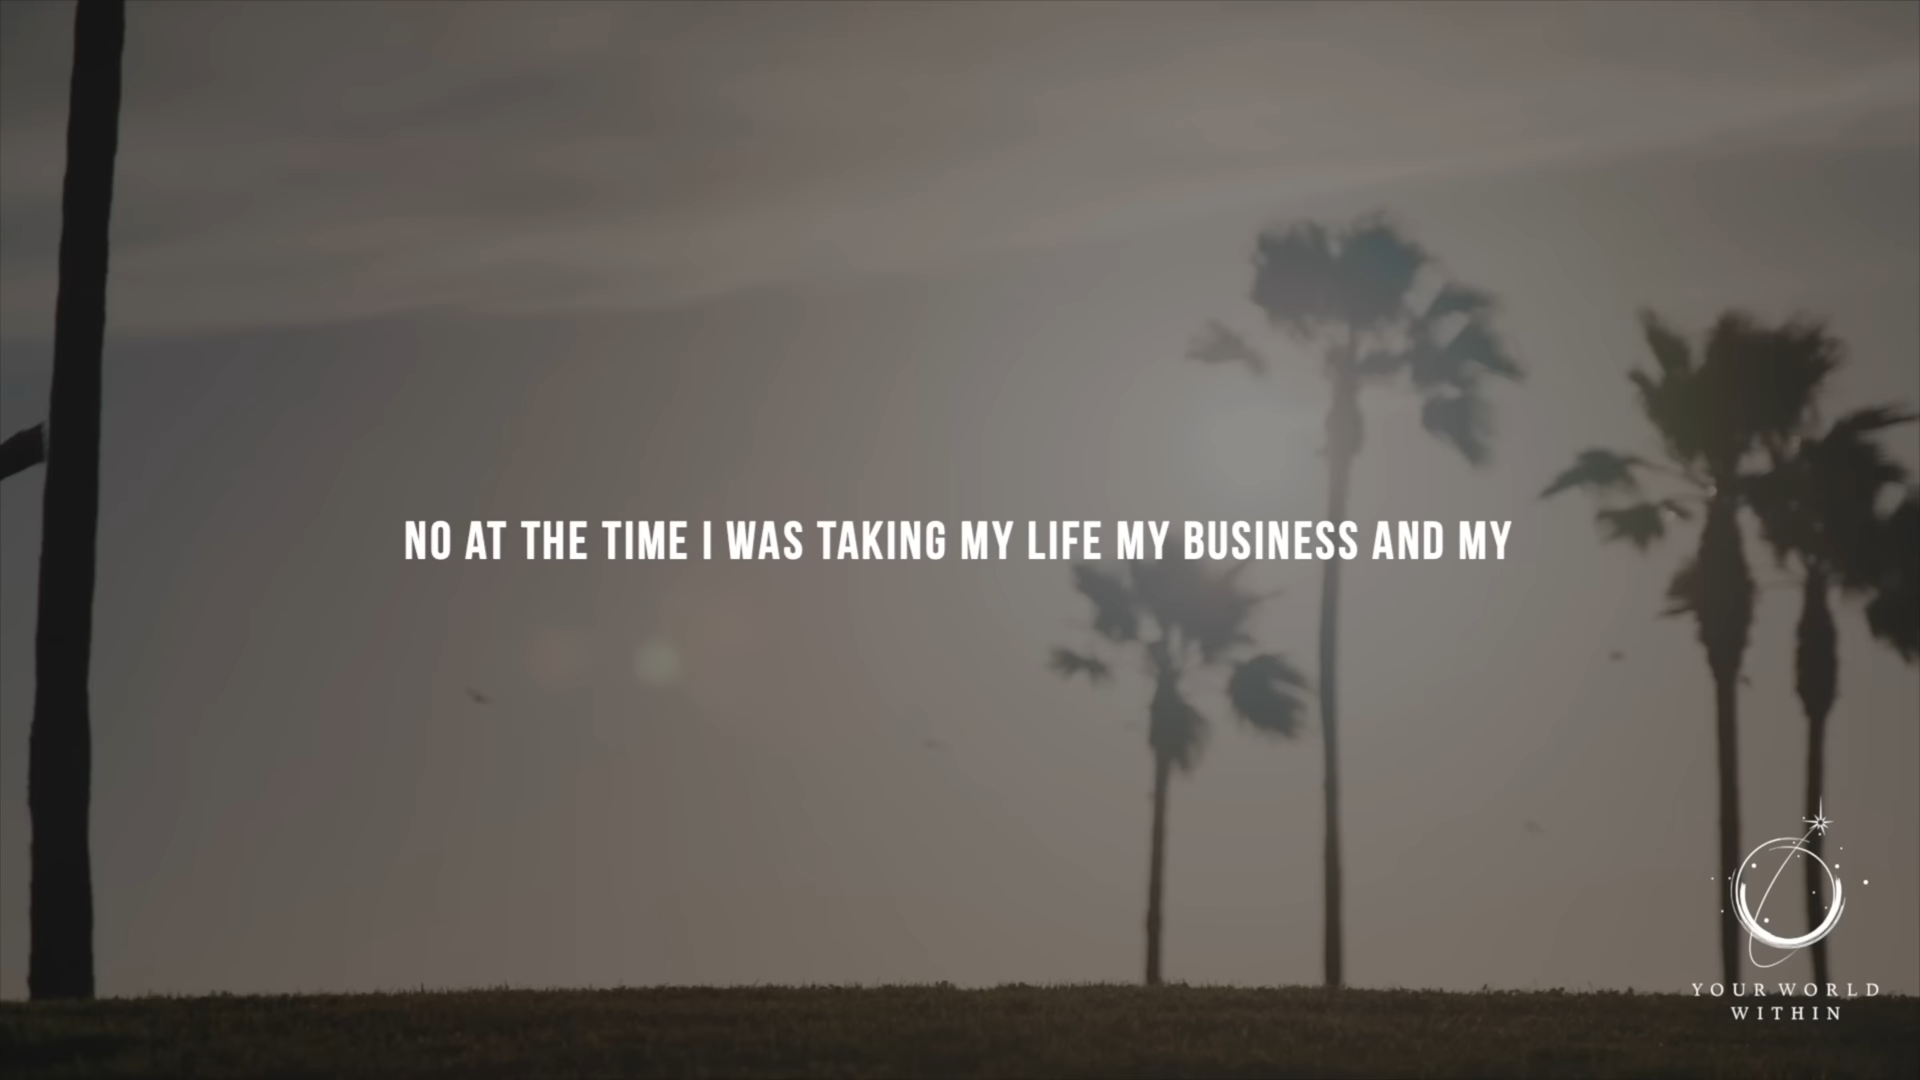 NO AT THE TIME I WAS TAKING MY LIFE MY BUSINESS AND MY
YOUR WORLD
WITHIN